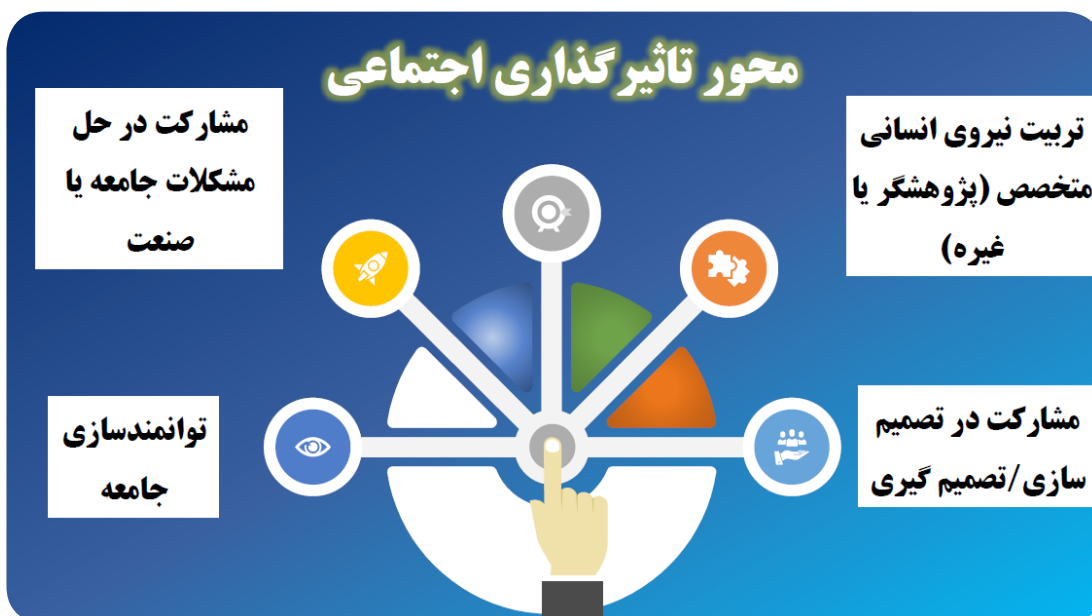 محور تاثیرگذاری اجتماعی
تربیت نیروی انسانی
متخصص (پژوهشگر یا
غیره)
مشارکت در حل
مشکلات جامعه یا
صنعت
مشارکت در تصمیم
سازی/تصمیم گیری
توانمندسازی
جامعه